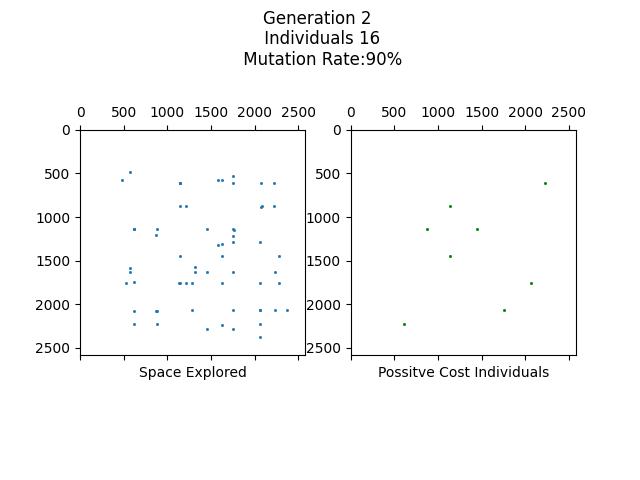 Generation 2
Individuals 16
Mutation Rate:90%
0 500 1000 1500 2000 2500
0 500 1000 1500 2000 2500
0
500
1000
1500
2000
2500
0
500
1000
1500
2000
2500
Space Explored
Possitve Cost Individuals